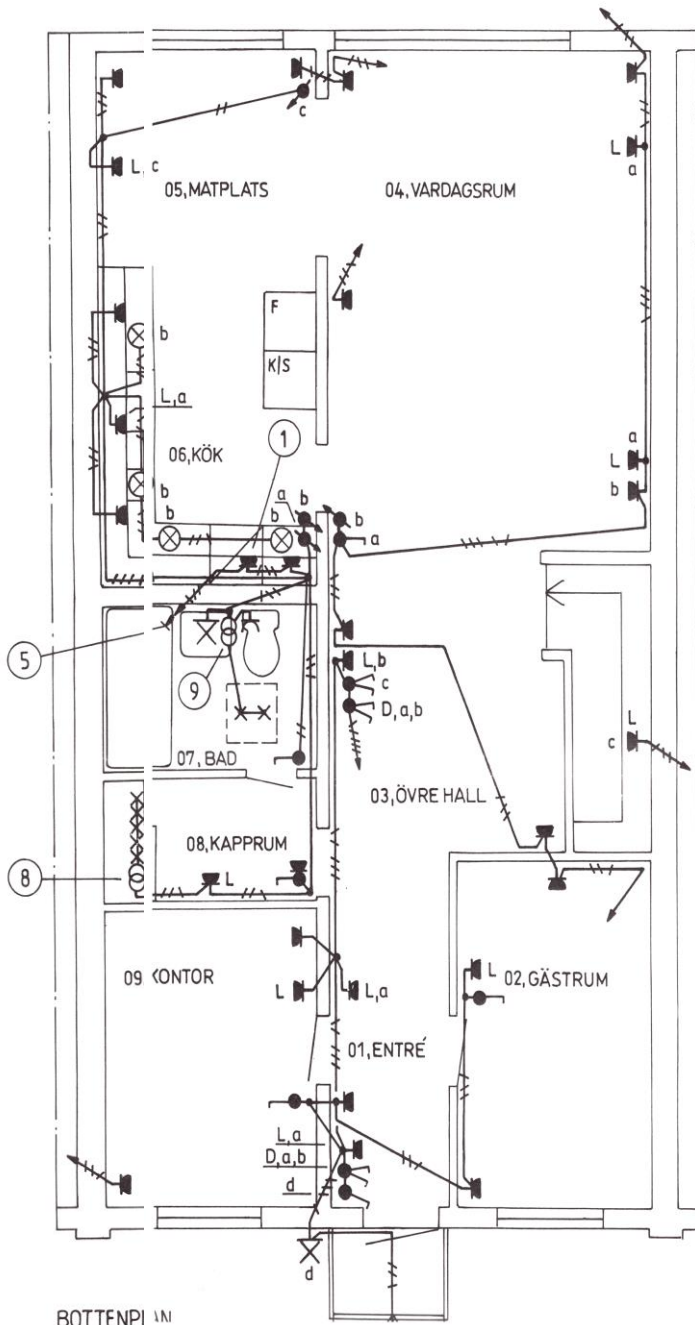 c
L, c
L
a
05, MATPLATS
04, VARDAGSRUM
F
K/S
b
L, a
1
06, KÖK
a
L
b
b
b
b
a
b
b
a
5
9
L, b
c
D, a, b
L
c
07, BAD
03, ÖVRE HALL
08, KAPPRUM
8
L
09 KONTOR
L
L, a
L
02, GÄSTRUM
01, ENTRÉ
L, a
D, a, b
d
d